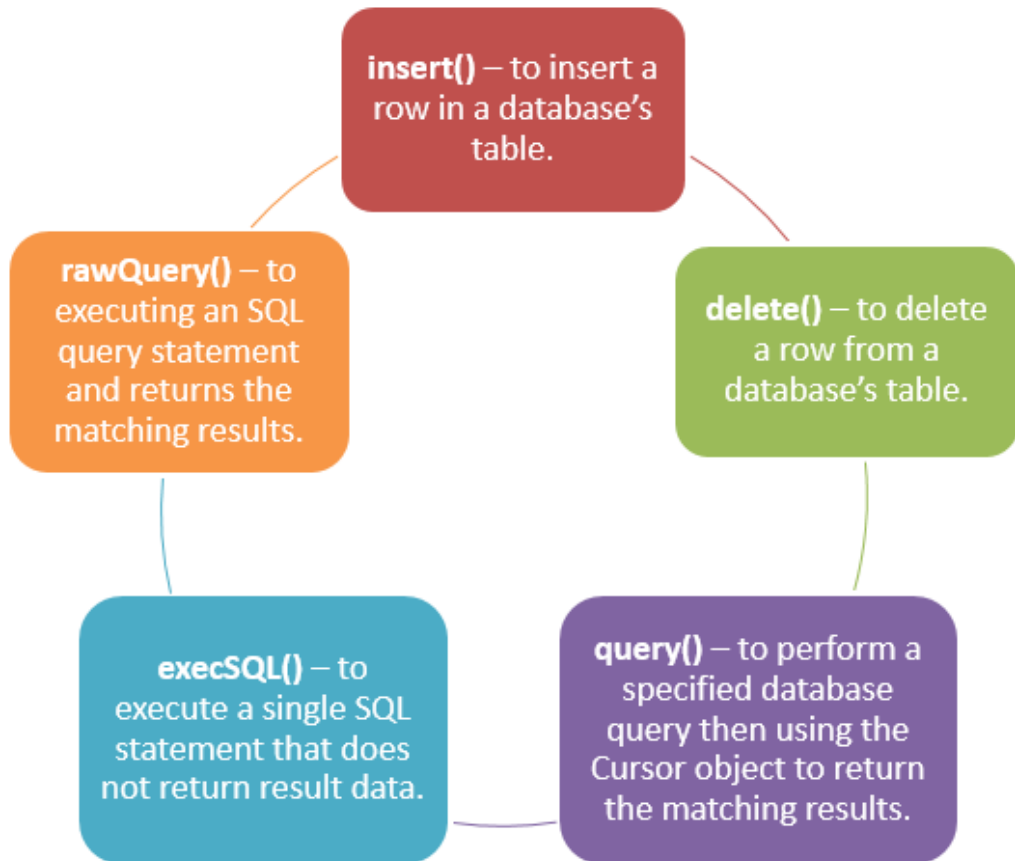 insert() – to insert a
row in a database’s
table.
delete() – to delete
a row from a
database’s table.
query() – to perform a
specified database
query then using the
Cursor object to return
the matching results.
execSQL() – to
execute a single SQL
statement that does
not return result data.
rawQuery() – to
executing an SQL
query statement
and returns the
matching results.